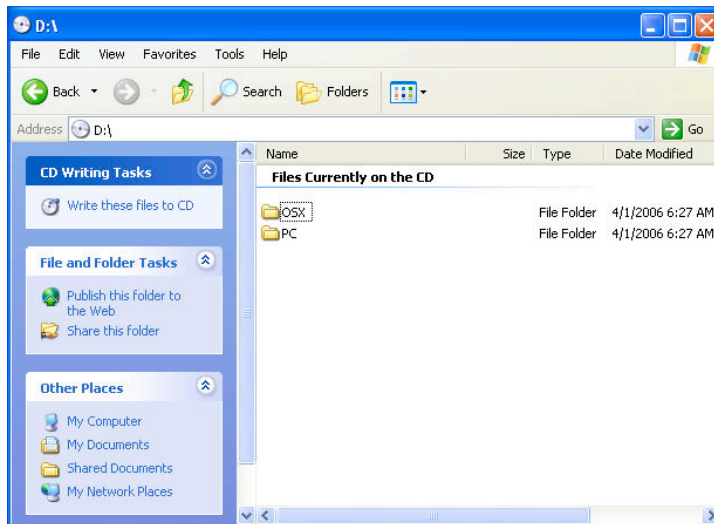 D:\
File Edit View Favorites Tools Help
Back Search Folders
Address D:\ Go
CD Writing Tasks
Write these files to CD
File and Folder Tasks
Publish this folder to
the Web
Share this folder
Other Places
My Computer
My Documents
Shared Documents
My Network Places
Name Size Type Date Modified
Files Currently on the CD
OSX File Folder 4/1/2006 6:27 AM
PC File Folder 4/1/2006 6:27 AM